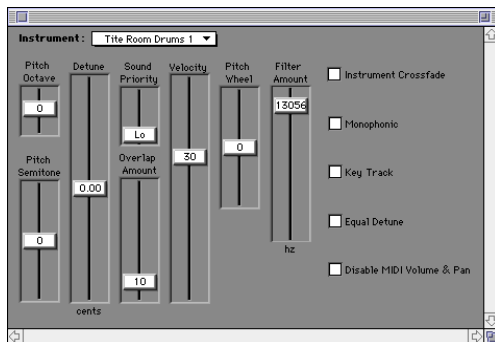 Instrument: Tite Room Drums 1
Pitch Octave
0
Pitch Semitone
0
Detune
0.00
cents
Sound Priority
Lo
Overlap Amount
10
Velocity
30
Pitch Wheel
0
Filter Amount
13056
hz
Instrument Crossfade
Monophonic
Key Track
Equal Detune
Disable MIDI Volume & Pan